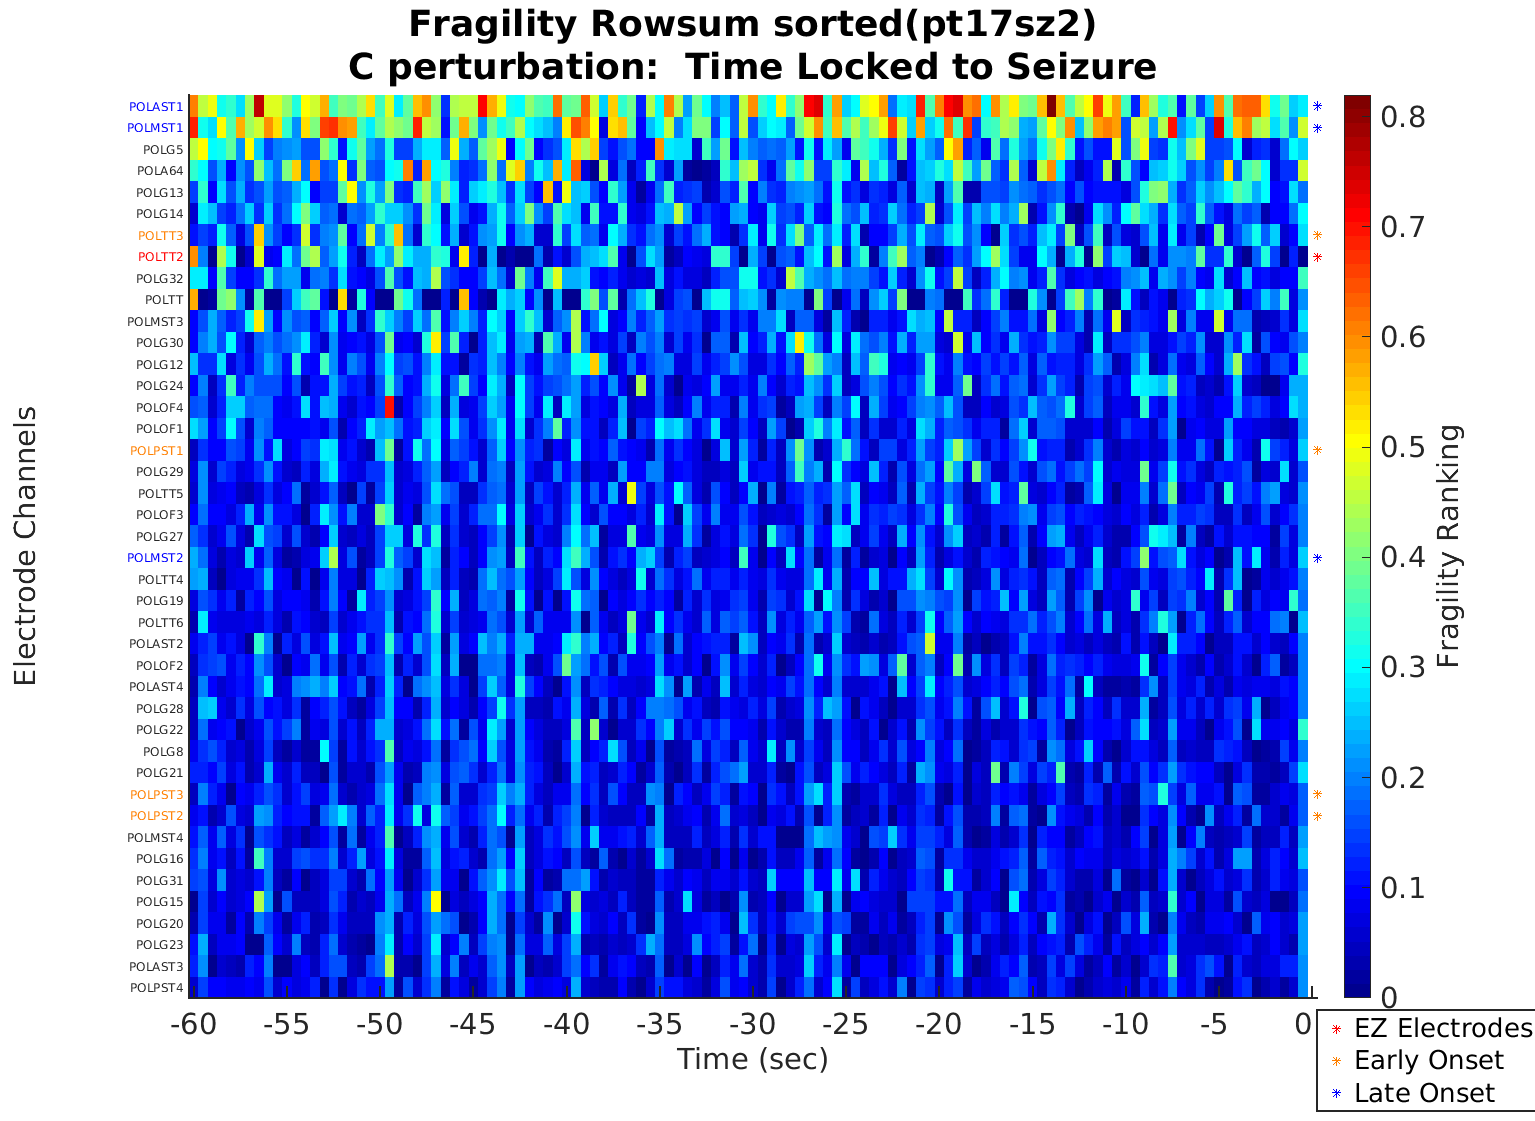 Fragility Rowsum sorted(pt17sz2)
C perturbation:  Time Locked to Seizure
Electrode Channels
POLAST1
POLMST1
POLG5
POLA64
POLG13
POLG14
POLTT3
POLTT2
POLG32
POLTT
POLMST3
POLG30
POLG12
POLG24
POLOF4
POLOF1
POLPST1
POLG29
POLTT5
POLOF3
POLG27
POLMST2
POLTT4
POLG19
POLTT6
POLAST2
POLOF2
POLAST4
POLG28
POLG22
POLG8
POLG21
POLPST3
POLPST2
POLMST4
POLG16
POLG31
POLG15
POLG20
POLG23
POLAST3
POLPST4
-60 -55 -50 -45 -40 -35 -30 -25 -20 -15 -10 -5 0
Time (sec)
0.8
0.7
0.6
0.5
0.4
0.3
0.2
0.1
0
Fragility Ranking
EZ Electrodes
Early Onset
Late Onset